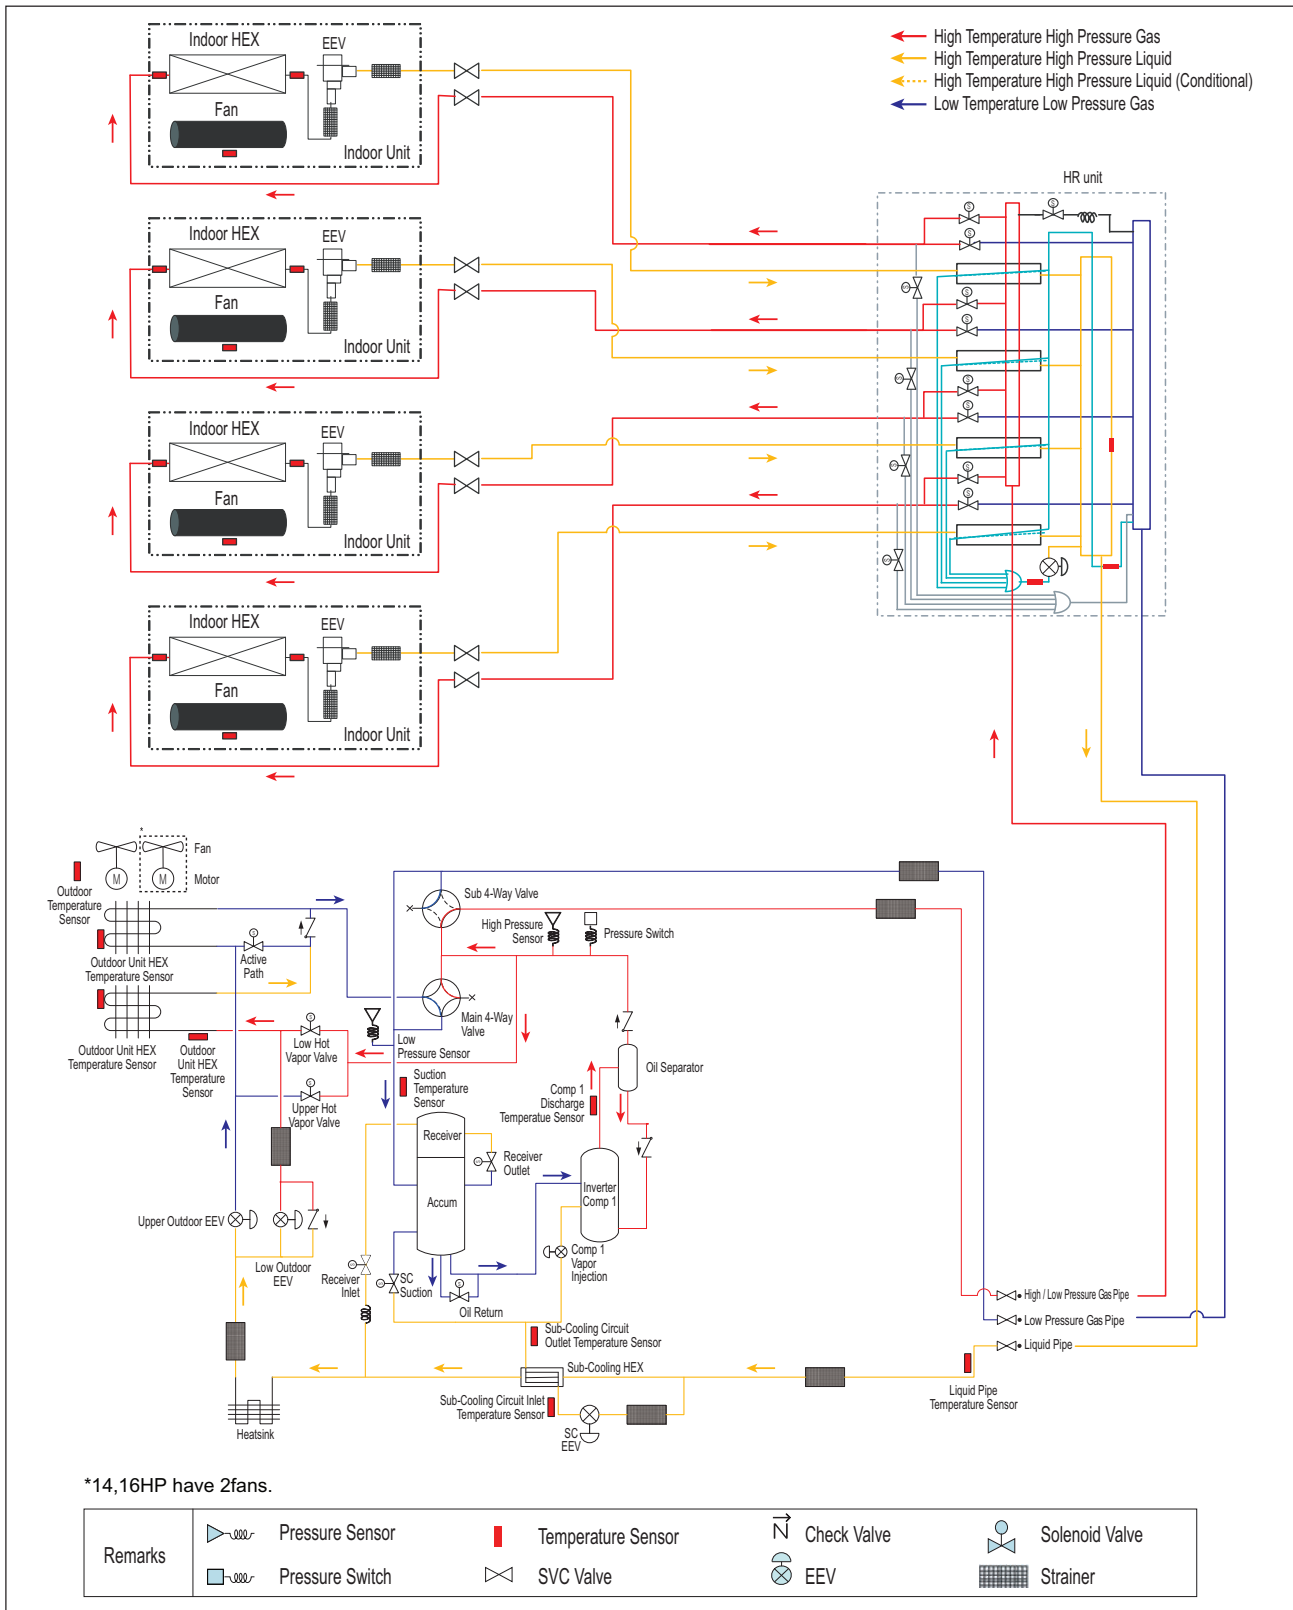 High Temperature High Pressure Gas
High Temperature High Pressure Liquid
High Temperature High Pressure Liquid (Conditional)
Low Temperature Low Pressure Gas
Indoor HEX
EEV
Fan
Indoor Unit
HR unit
S
S
S
S
S
S
S
S
S
S
S
S
S
Indoor HEX
EEV
Fan
Indoor Unit
Indoor HEX
EEV
Fan
Indoor Unit
Indoor HEX
EEV
Fan
Indoor Unit
*
Fan
M
M
Motor
Outdoor
Temperature
Sensor
Sub 4-Way Valve
High Pressure
Sensor
Pressure Switch
S
Active
Path
Outdoor Unit HEX
Temperature Sensor
Main 4-Way
Valve
S
Low Hot
Vapor Valve
Low
Pressure Sensor
Outdoor Unit HEX
Temperature Sensor
Outdoor
Unit HEX
Temperature
Sensor
Oil Separator
Suction
Temperature
Sensor
S
Upper Hot
Vapor Valve
Comp 1
Discharge
Temperatue Sensor
Receiver
S
Receiver
Outlet
Inverter
Comp 1
Accum
Upper Outdoor EEV
Low Outdoor
EEV
S
Receiver
Inlet
S
SC
Suction
S
Oil Return
Comp 1
Vapor
Injection
High / Low Pressure Gas Pipe
Low Pressure Gas Pipe
Liquid Pipe
Sub-Cooling Circuit
Outlet Temperature Sensor
Sub-Cooling HEX
Sub-Cooling Circuit Inlet
Temperature Sensor
SC
EEV
Liquid Pipe
Temperature Sensor
Heatsink
*14,16HP have 2fans.
Remarks
Pressure Sensor
Temperature Sensor
Check Valve
Solenoid Valve
Pressure Switch
SVC Valve
EEV
Strainer